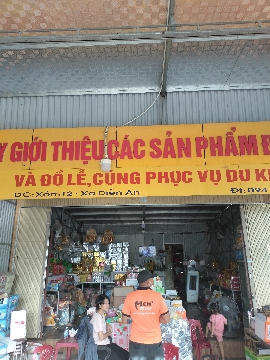 Y GIỚI THIỆU CÁC SẢN PHẨM Đ
VÀ ĐỒ LỄ, CÚNG PHỤC VỤ DU K
ĐC: Xóm 12 - Xã Diễn An
ĐT: 094